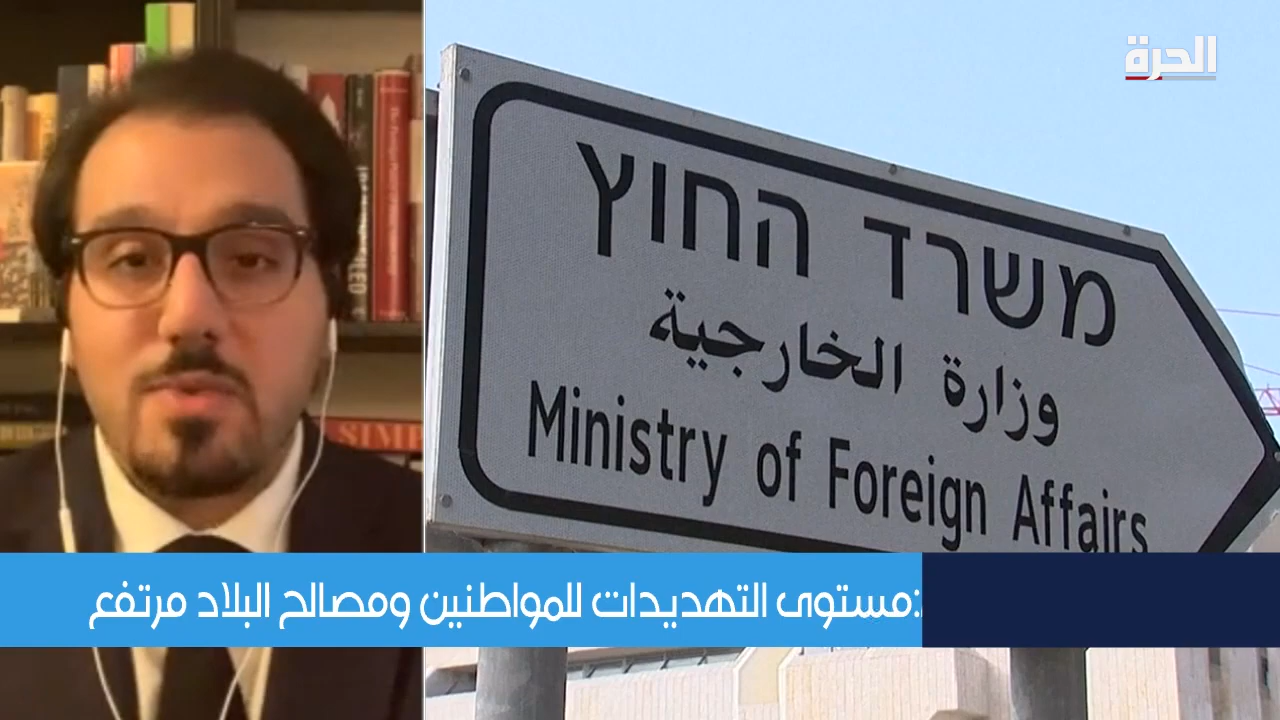 الحرة
משרד החוץ
وزارة الخارجية
Ministry of Foreign Affairs
:مستوى التهديدات للمواطنين ومصالح البلاد مرتفع